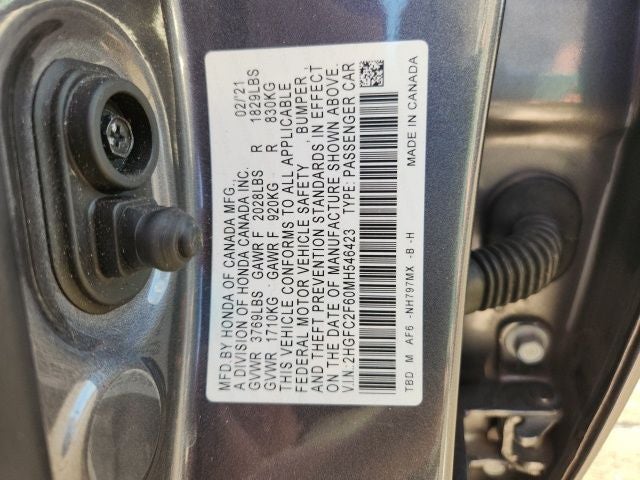 MFD.BY HONDA OF CANADA MFG., 02/'21
A DIVISION OF HONDA CANADA INC.
GVWR 3769LBS GAWR F 2028LBS R 1829LBS
GVWR 1710KG GAWR F 920KG R 830KG
THIS VEHICLE CONFORMS TO ALL APPLICABLE
FEDERAL MOTOR VEHICLE SAFETY BUMPER,
AND THEFT PREVENTION STANDARDS, IN EFFECT
ON THE DATE OF MANUFACTURE SHOWN ABOVE.
V.I.N.: 2HGFC2F60MH546423 TYPE: PASSENGER CAR
TBD M AF6 -NH797MX -B -H MADE IN CANADA